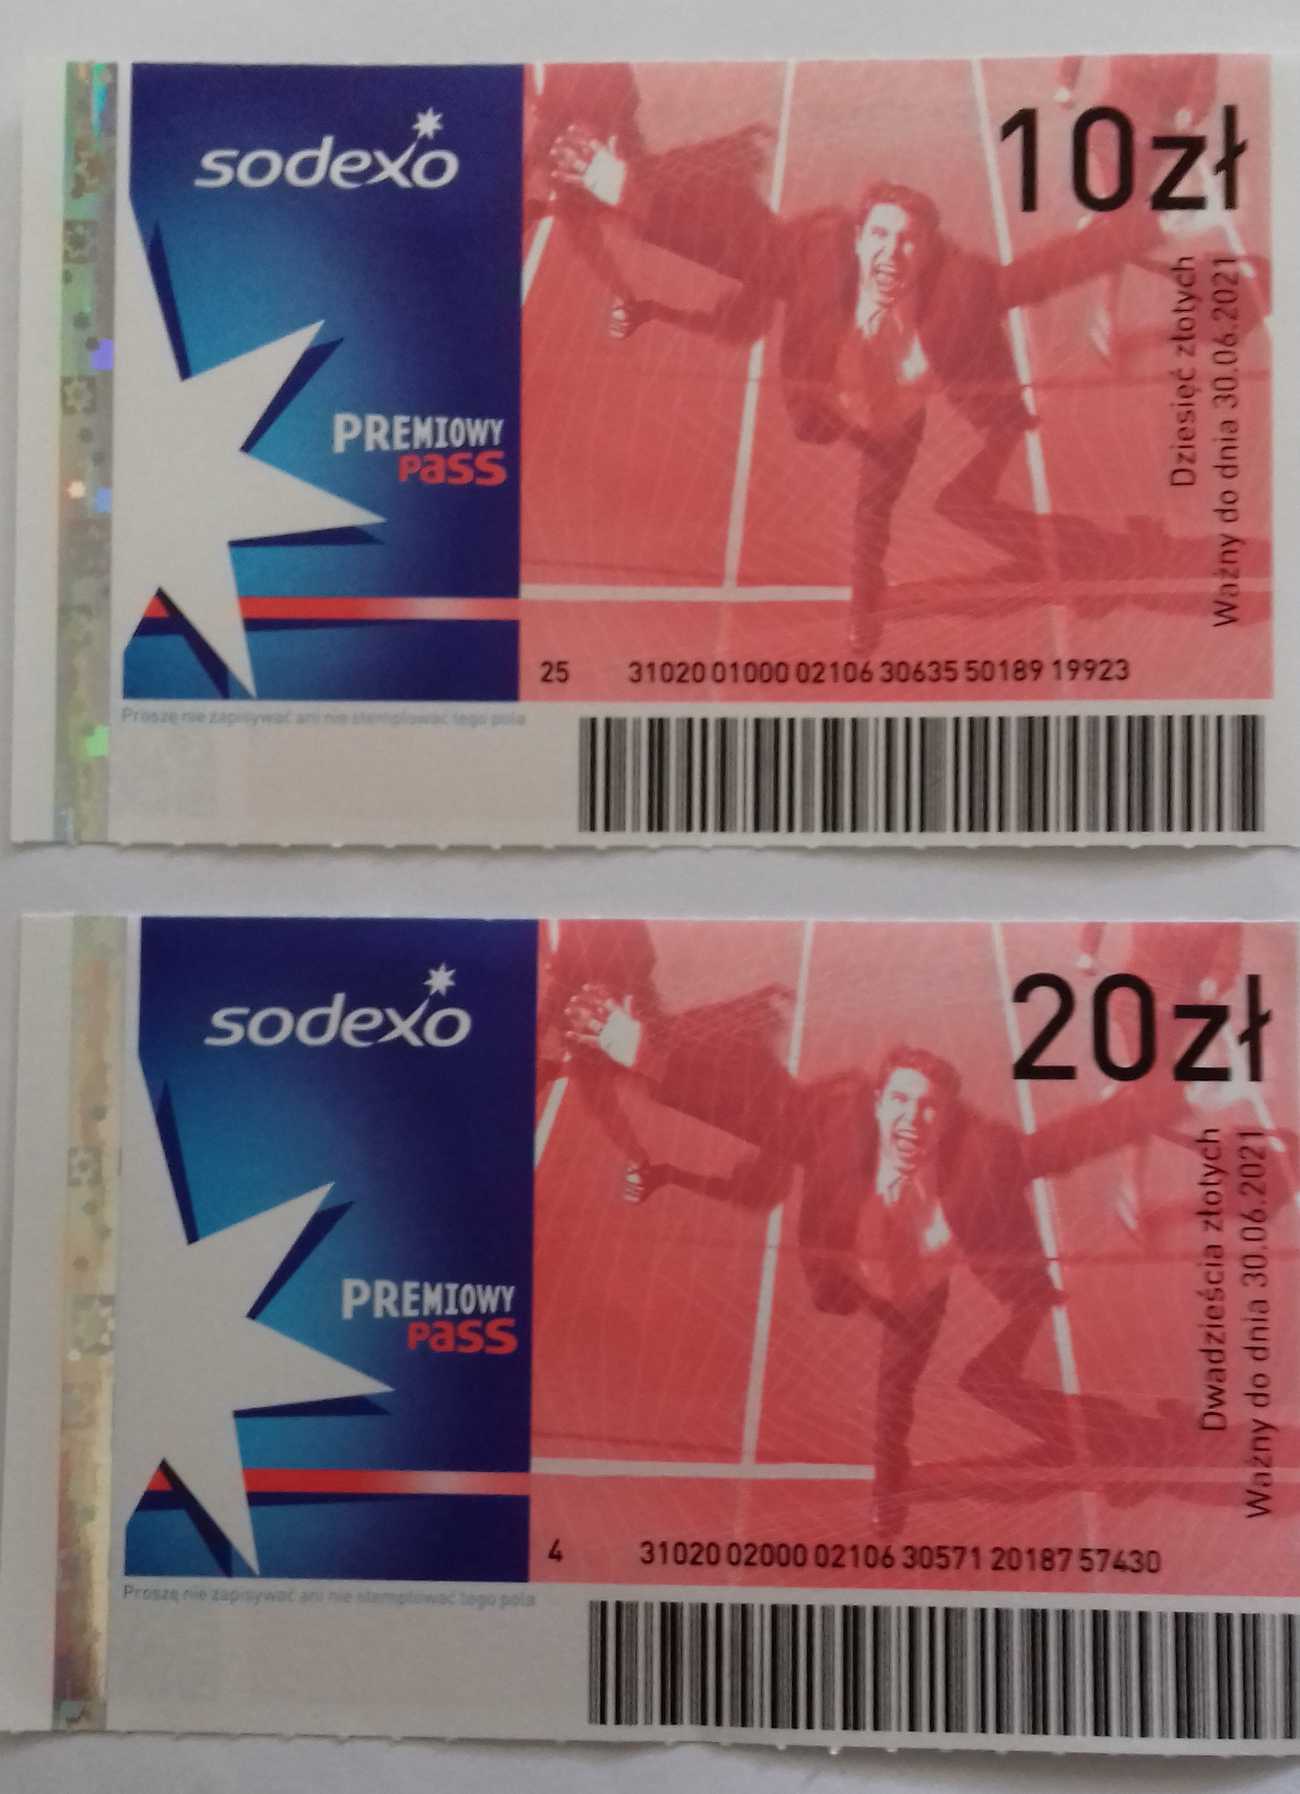 sodexo
10zł
Dziesięć złotych
Ważny do dnia 30.06.2021
PREMIOWY
Pass
25 31020 01000 02106 30635 50189 19923
Proszę nie zapisywać ani nie stemplować tego pola
sodexo
20zł
Dwadzieścia złotych
Ważny do dnia 30.06.2021
PREMIOWY
Pass
4 31020 02000 02106 30571 20187 57430
Proszę nie zapisywać ani nie stemplować tego pola